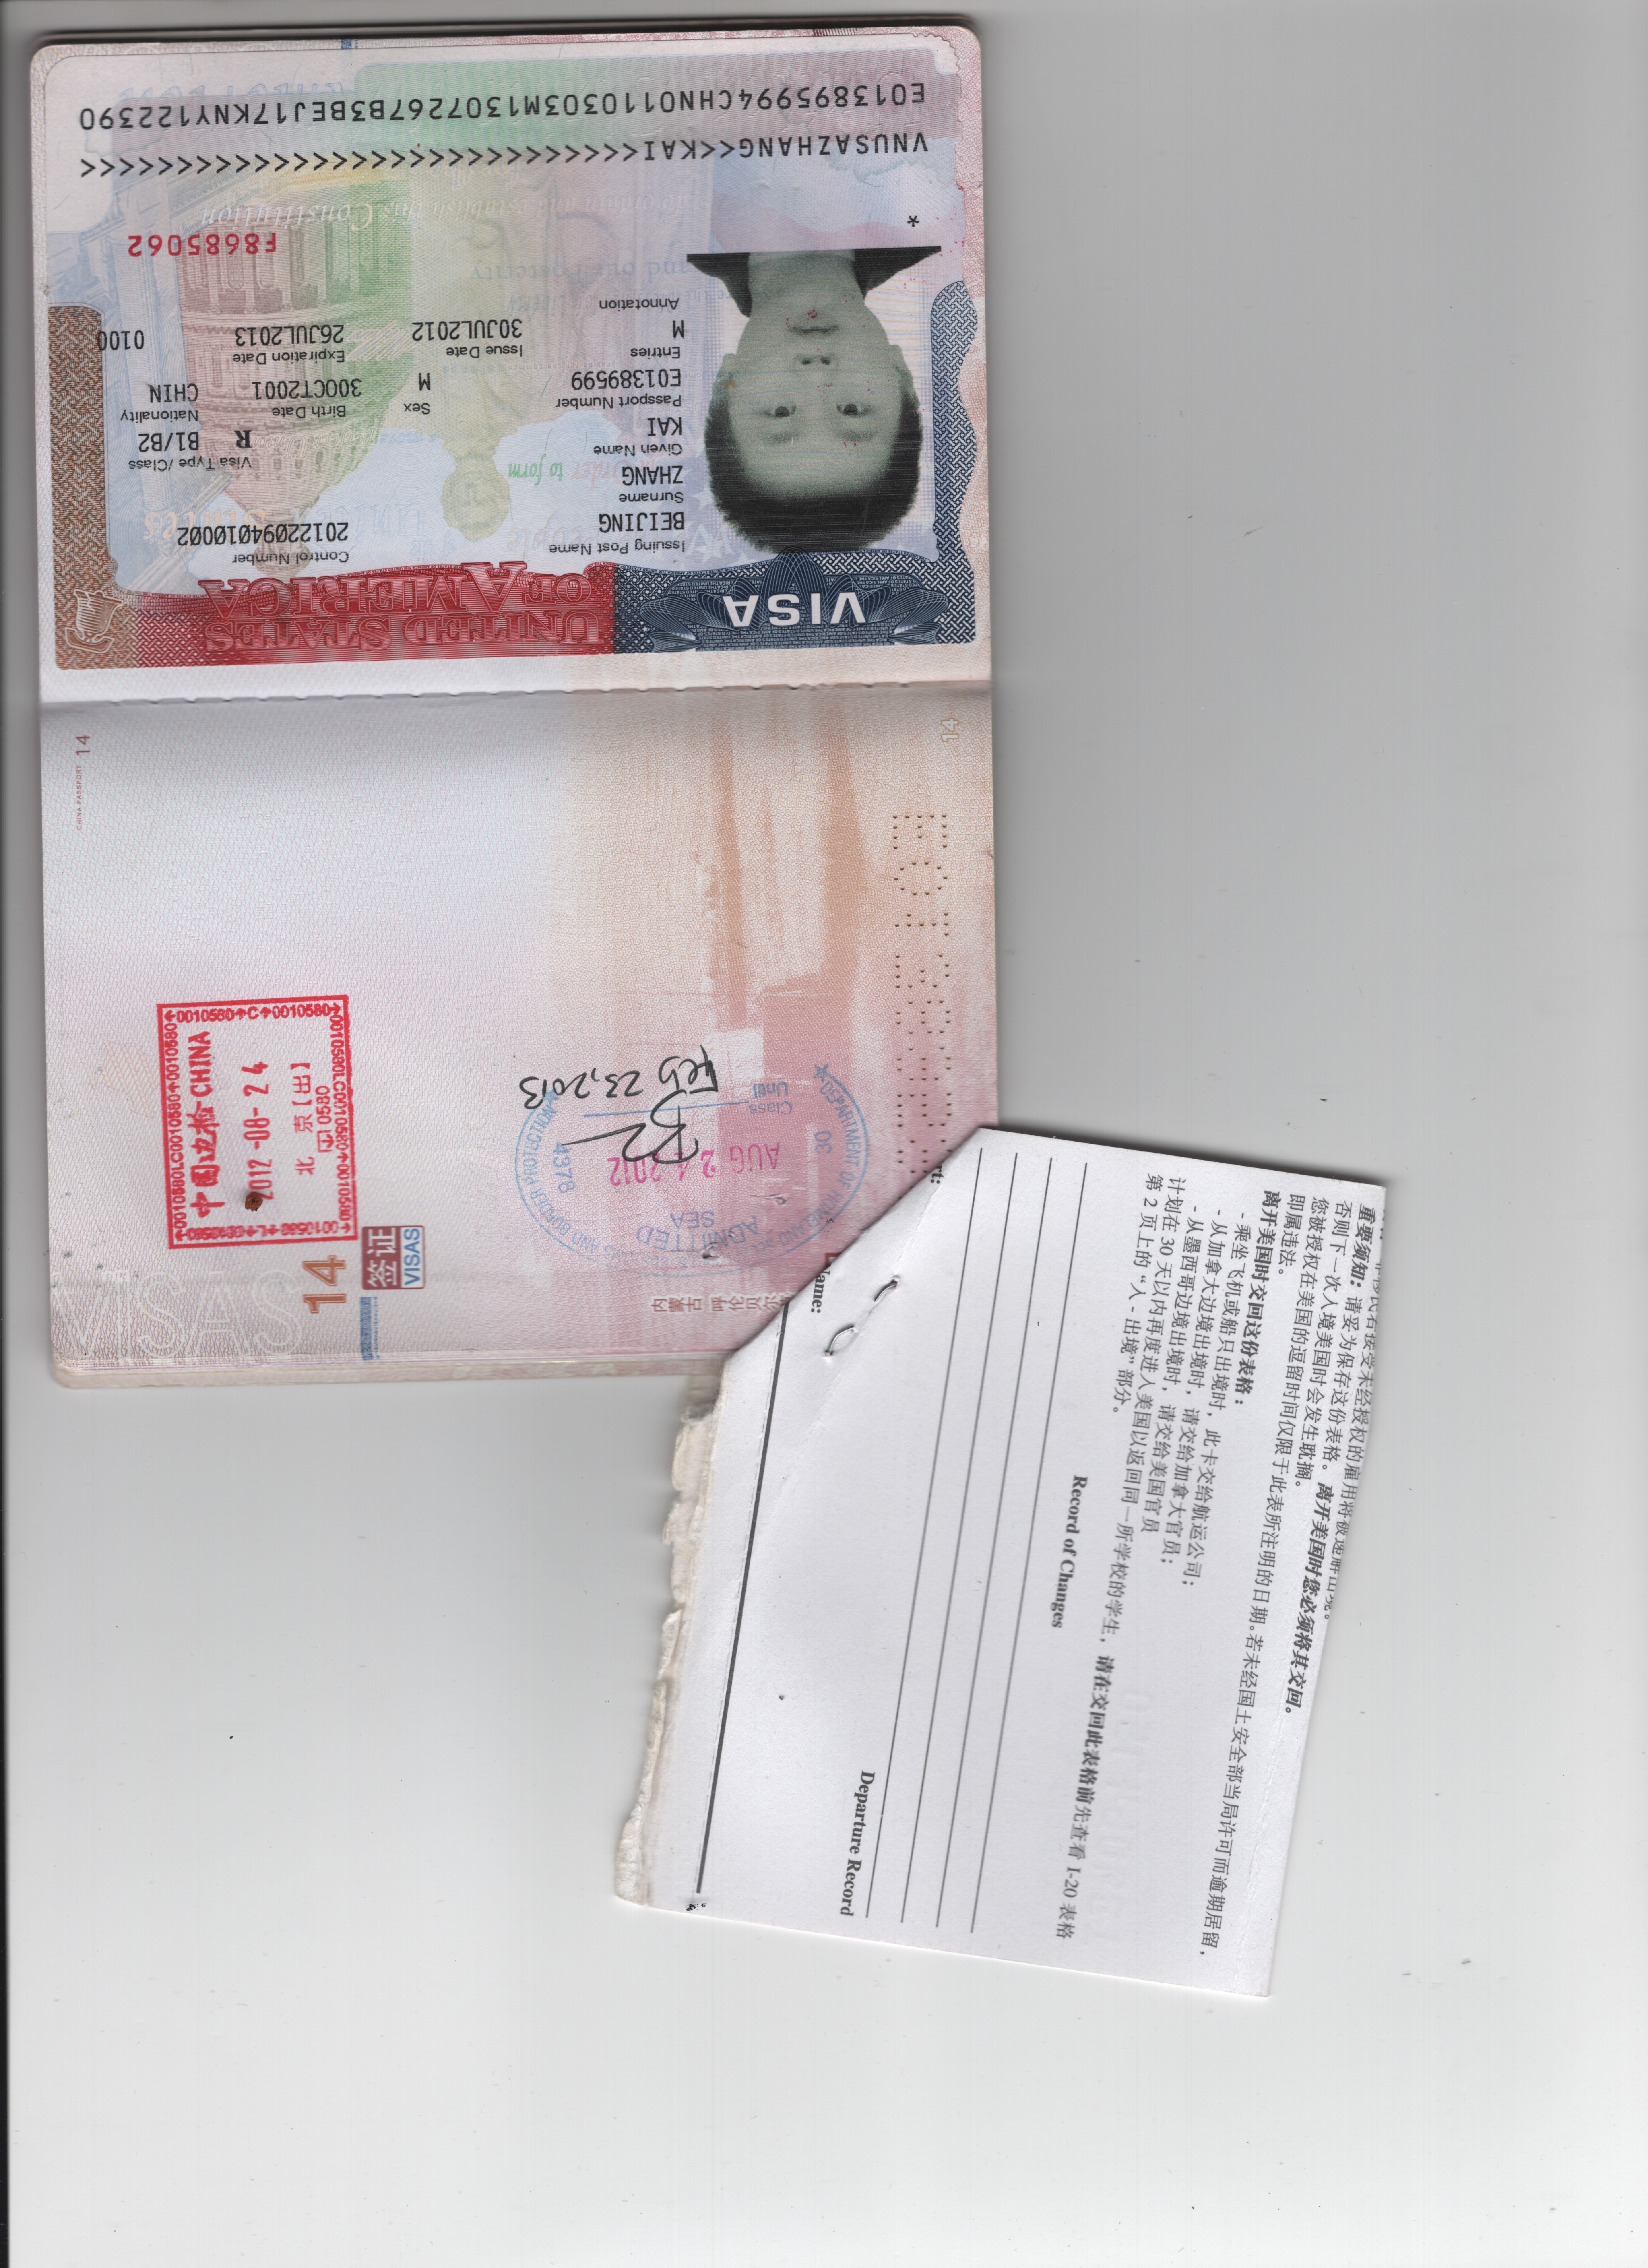 VISA
UNITED STATES
OF AMERICA
Issuing Post Name
BEIJING
Control Number
20122094010002
Surname
ZHANG
Given Name
KAI
Visa Type /Class
R B1/B2
Passport Number
E01389599
Sex
M
Birth Date
30OCT2001
Nationality
CHIN
Entries
M
Issue Date
30JUL2012
Expiration Date
26JUL2013
0100
Annotation
F8685062
*
VNUSAZHANG<<KAI<<<<<<<<<<<<<<<<<<<<<<<<<<<<<
E013895994CHN0110303M1307267B3BEJ17KNY122390
CHINA PASSPORT 14
14
VISAS
14
签证
VISAS
中国边检-CHINA
2012-08-24
北京【出】
0580
DEPARTMENT OF HOMELAND
AND BORDER PROTECTION
30
4378
ADMITTED
SEA
AUG 24 2012
Class
Until
Feb 23, 2013
内蒙古 呼伦贝尔
重要须知：请妥为保存这份表格。离开美国时您必须将其交回。
否则下一次入境美国时会发生耽搁。
您被授权在美国的逗留时间仅限于此表所注明的日期。若未经国土安全部当局许可而逾期居留，
即属违法。
离开美国时交回这份表格：
- 乘坐飞机或船只出境时，此卡交给航运公司；
- 从加拿大边境出境时，请交给加拿大官员；
- 从墨西哥边境出境时，请交给美国官员
计划在 30 天以内再度进入美国以返回同一所学校的学生，请在交回此表格前先查看 I-20 表格
第 2 页上的“入 - 出境”部分。
Record of Changes
Departure Record